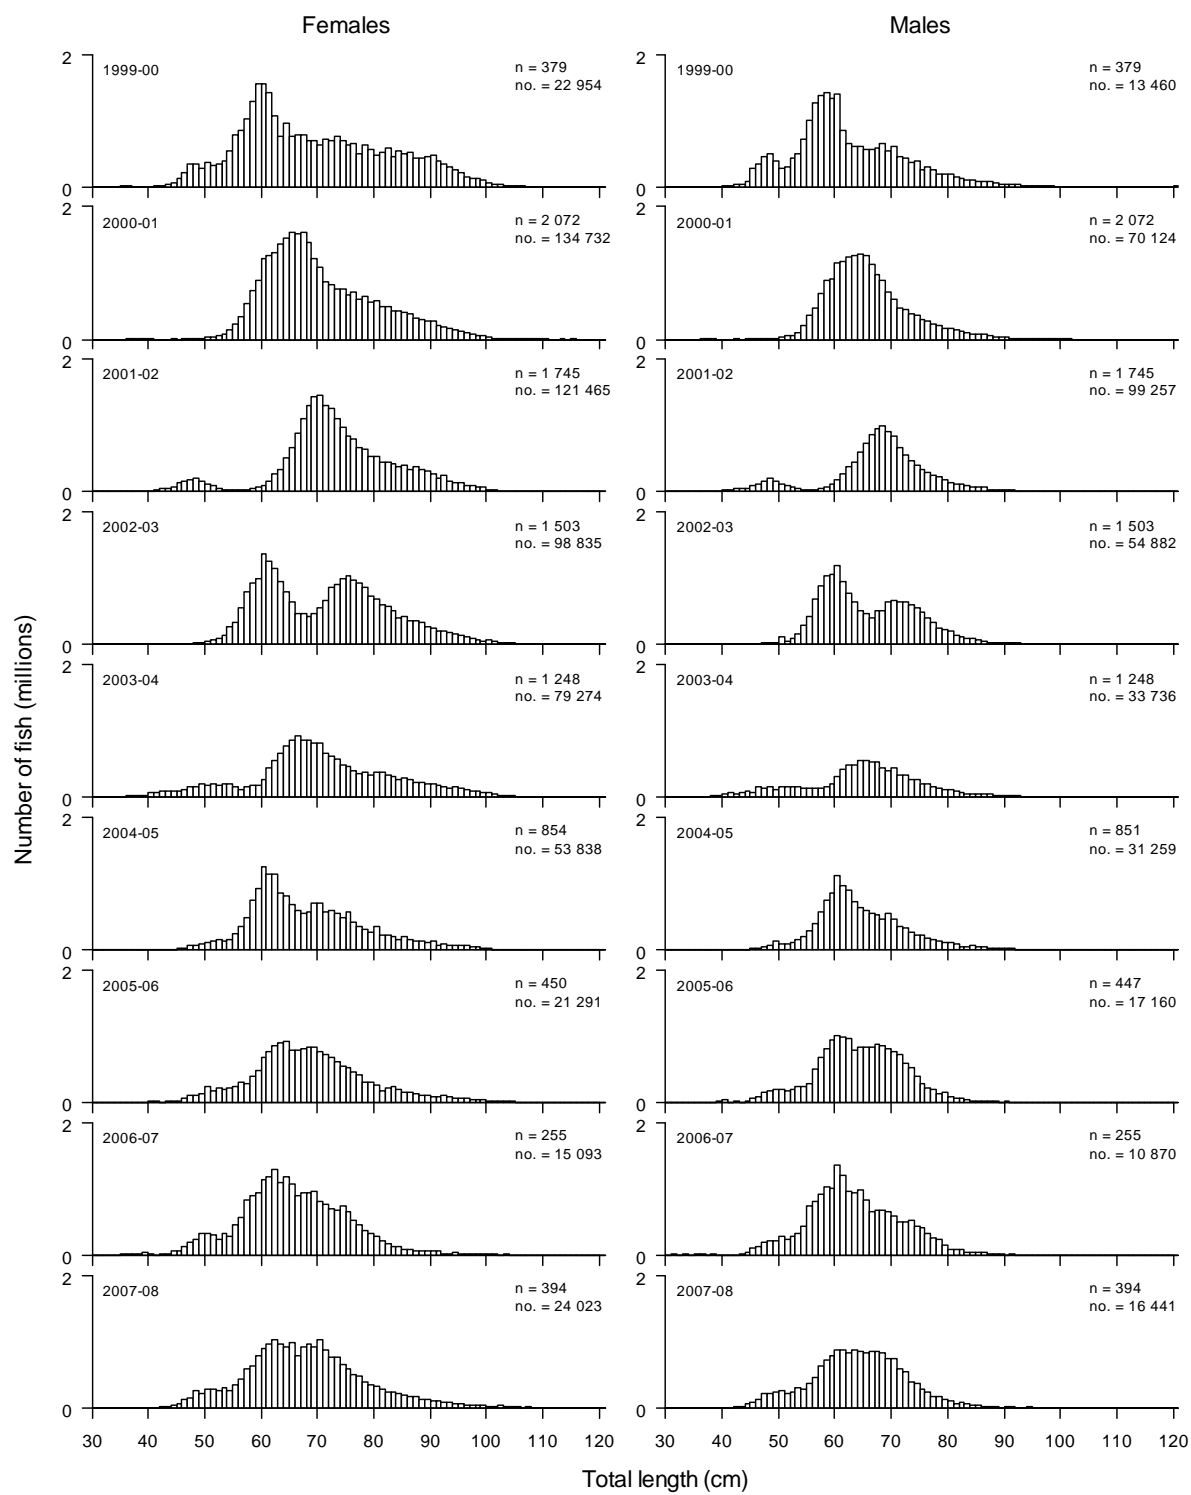 Females
Males
Number of fish (millions)
2
1999-00
n = 379
no. = 22 954
0
2
1999-00
n = 379
no. = 13 460
0
2
2000-01
n = 2 072
no. = 134 732
0
2
2000-01
n = 2 072
no. = 70 124
0
2
2001-02
n = 1 745
no. = 121 465
0
2
2001-02
n = 1 745
no. = 99 257
0
2
2002-03
n = 1 503
no. = 98 835
0
2
2002-03
n = 1 503
no. = 54 882
0
2
2003-04
n = 1 248
no. = 79 274
0
2
2003-04
n = 1 248
no. = 33 736
0
2
2004-05
n = 854
no. = 53 838
0
2
2004-05
n = 851
no. = 31 259
0
2
2005-06
n = 450
no. = 21 291
0
2
2005-06
n = 447
no. = 17 160
0
2
2006-07
n = 255
no. = 15 093
0
2
2006-07
n = 255
no. = 10 870
0
2
2007-08
n = 394
no. = 24 023
0
2
2007-08
n = 394
no. = 16 441
0
30 40 50 60 70 80 90 100 110 120
30 40 50 60 70 80 90 100 110 120
Total length (cm)